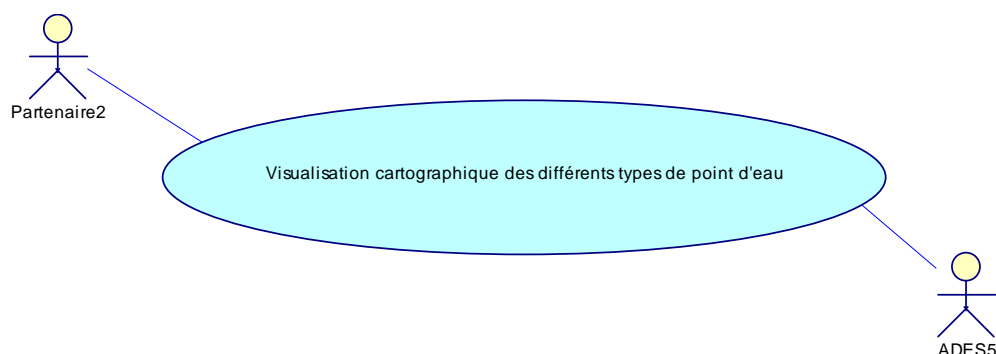 Partenaire2
Visualisation cartographique des différents types de point d'eau
ADES5